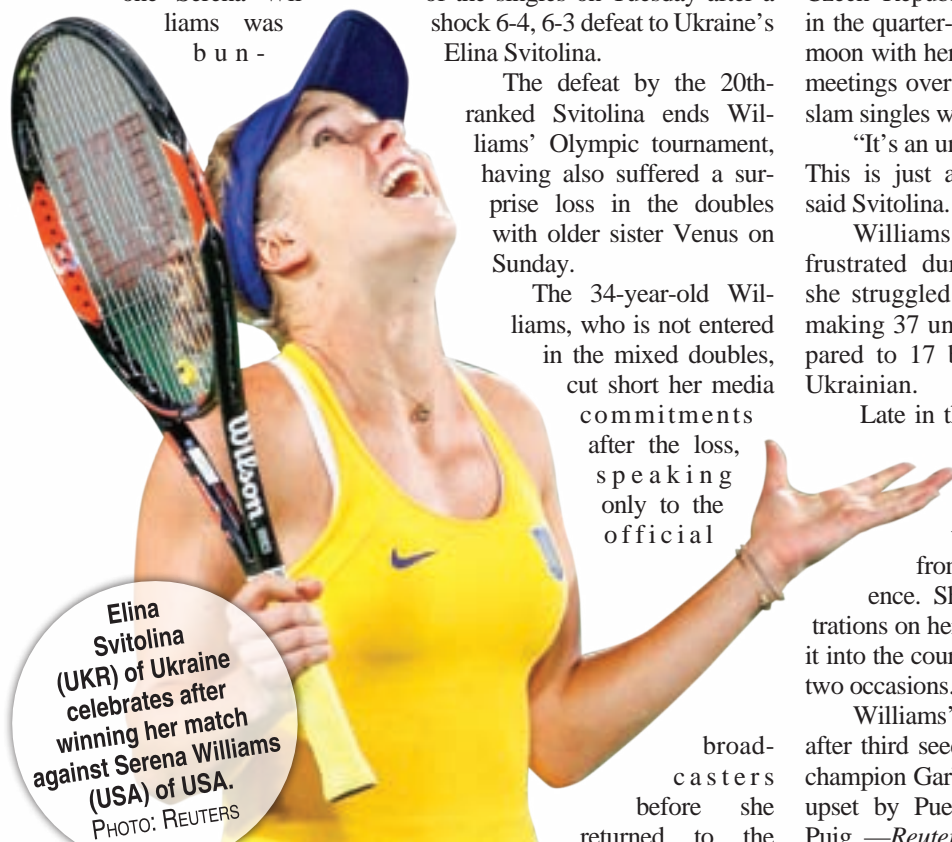 liams was
bun-
shock 6-4, 6-3 defeat to Ukraine's
Elina Svitolina.
The defeat by the 20th-
ranked Svitolina ends Wil-
liams' Olympic tournament,
having also suffered a sur-
prise loss in the doubles
with older sister Venus on
Sunday.
The 34-year-old Wil-
liams, who is not entered
in the mixed doubles,
cut short her media
commitments
after the loss,
speaking
only to the
official
broad-
casters
before she
returned to the
in the quarter-
moon with her
meetings over
slam singles w
"It's an un
This is just a
said Svitolina.
Williams
frustrated dur
she struggled
making 37 un
pared to 17 b
Ukrainian.
Late in th
from
ence. Sh
trations on he
it into the cour
two occasions,
Williams'
after third see
champion Gar
upset by Pue
Puig.—Reuter
Wilson
Elina
Svitolina
(UKR) of Ukraine
celebrates after
winning her match
against Serena Williams
(USA) of USA.
PHOTO: REUTERS